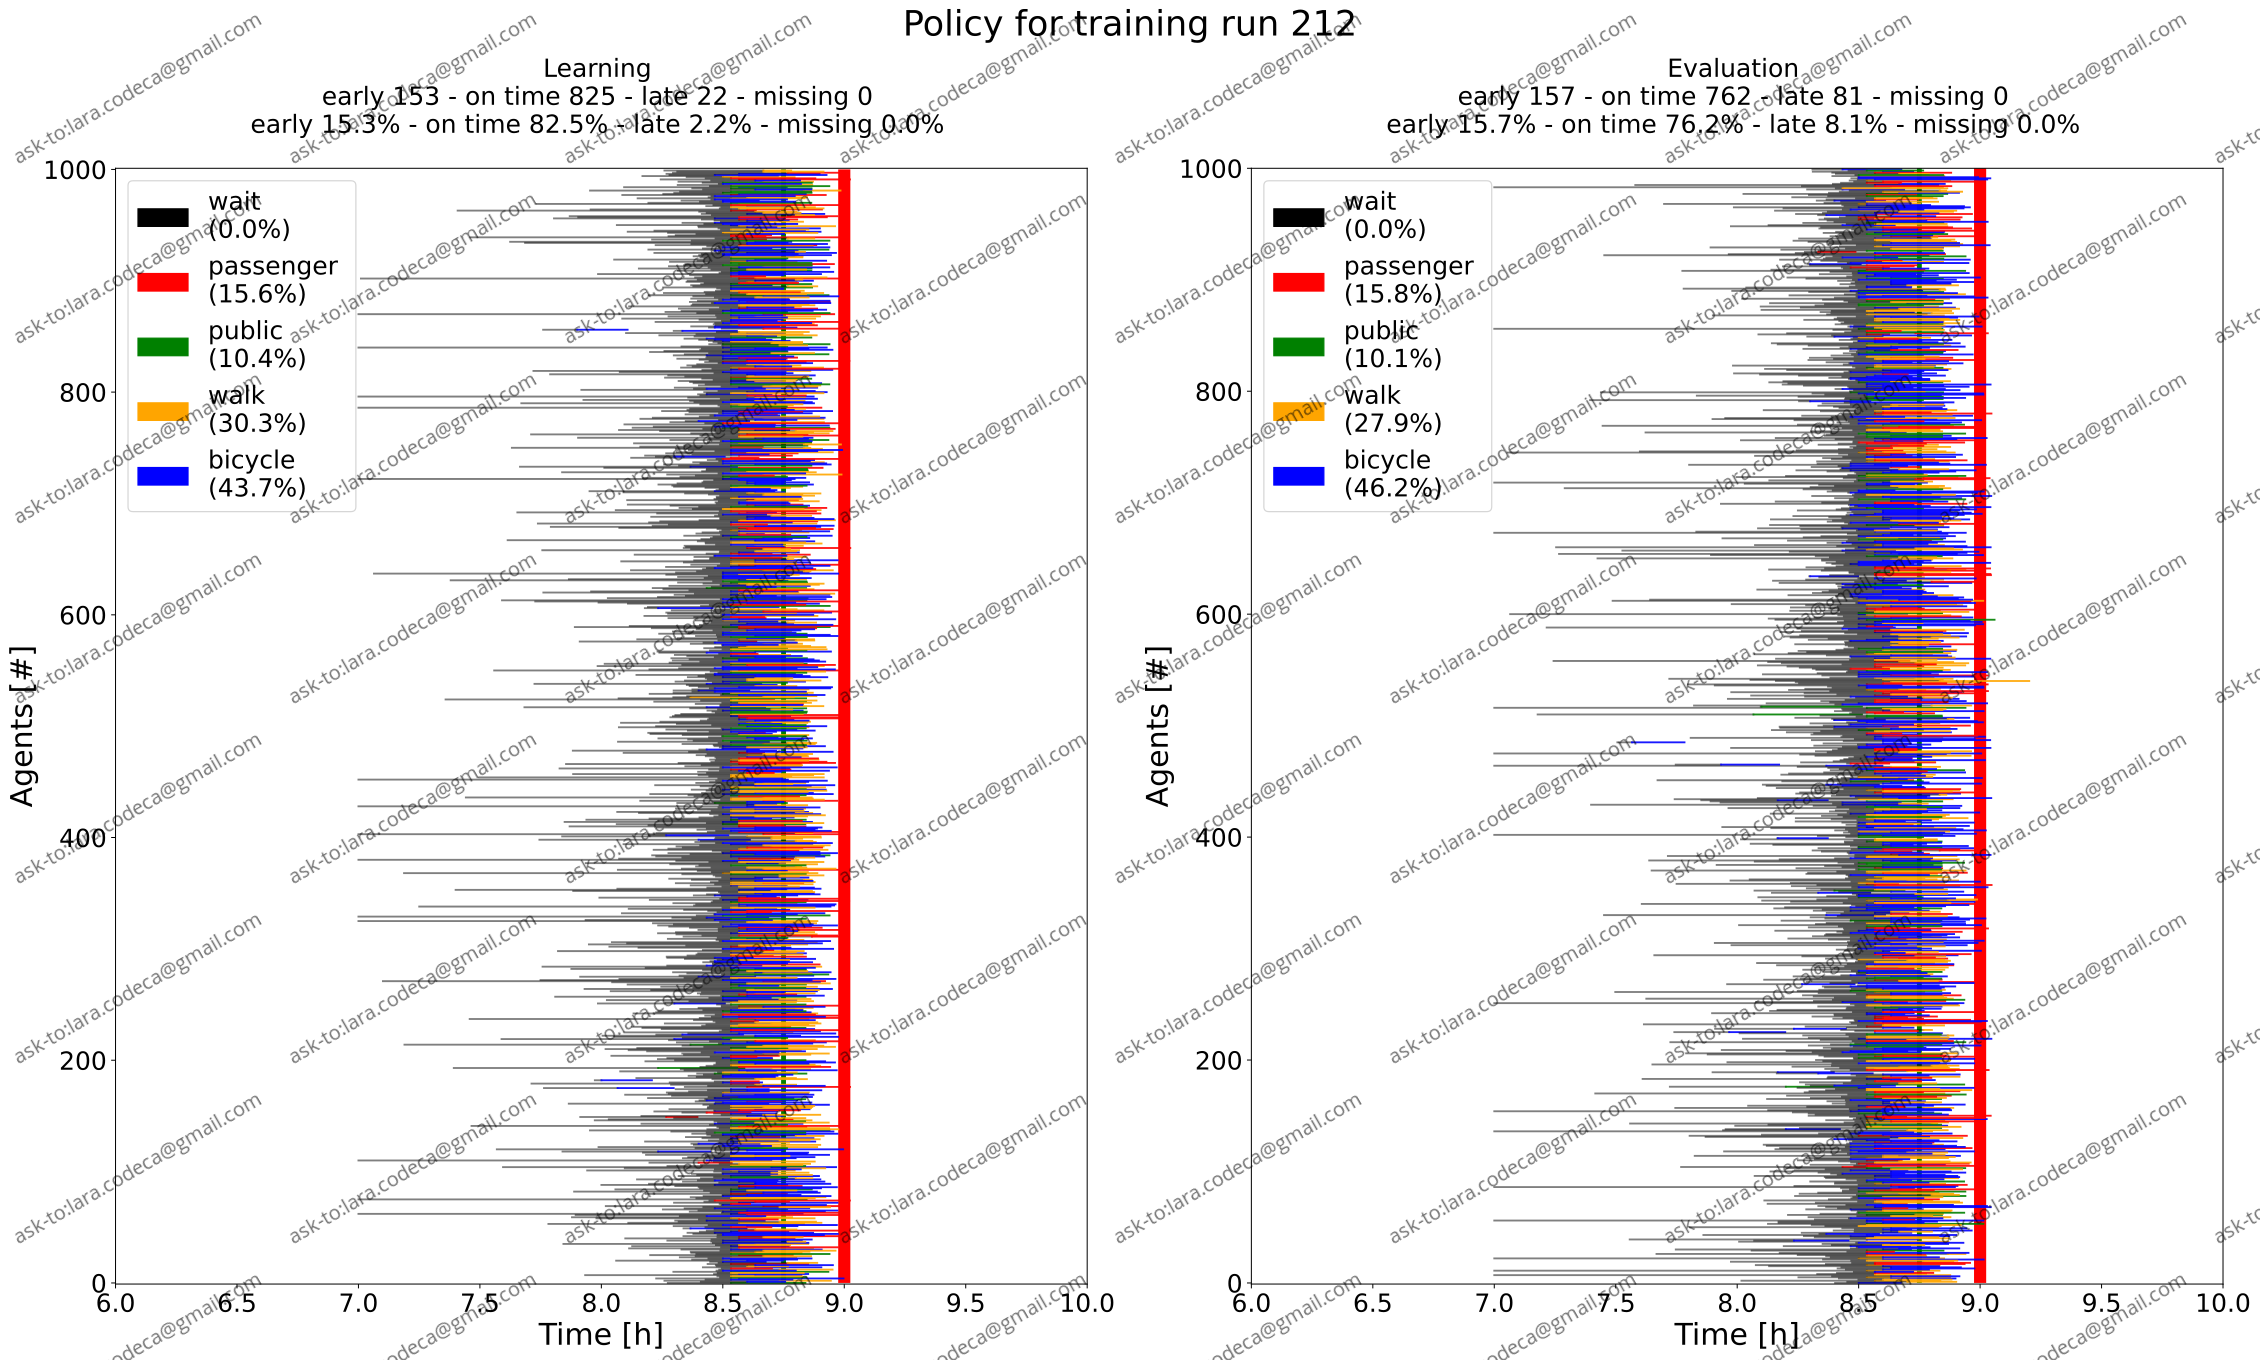 Policy for training run 212
Learning
early 153 - on time 825 - late 22 - missing 0
early 15.3% - on time 82.5% - late 2.2% - missing 0.0%
1000
800
600
400
200
0
Agents [#]
wait
(0.0%)
passenger
(15.6%)
public
(10.4%)
walk
(30.3%)
bicycle
(43.7%)
6.0 6.5 7.0 7.5 8.0 8.5 9.0 9.5 10.0
Time [h]
Evaluation
early 157 - on time 762 - late 81 - missing 0
early 15.7% - on time 76.2% - late 8.1% - missing 0.0%
1000
800
600
400
200
0
Agents [#]
wait
(0.0%)
passenger
(15.8%)
public
(10.1%)
walk
(27.9%)
bicycle
(46.2%)
6.0 6.5 7.0 7.5 8.0 8.5 9.0 9.5 10.0
Time [h]
ask-to:lara.codeca@gmail.com